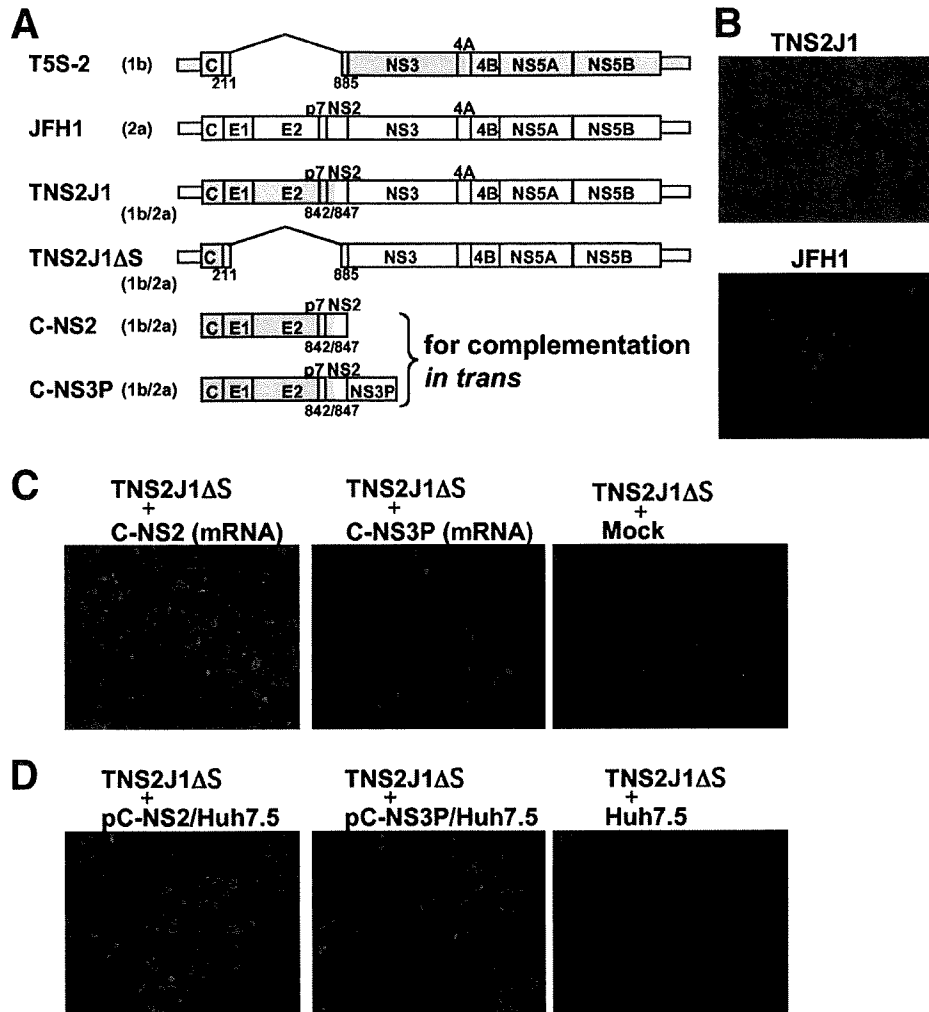 A
T5S-2 (1b) C 211 885 NS3 4A 4B NS5A NS5B
JFH1 (2a) C E1 E2 p7 NS2 NS3 4A 4B NS5A NS5B
TNS2J1 (1b/2a) C E1 E2 p7 NS2 842/847 NS3 4A 4B NS5A NS5B
TNS2J1ΔS (1b/2a) C 211 885 NS3 4B NS5A NS5B
C-NS2 (1b/2a) C E1 E2 p7 NS2 842/847
C-NS3P (1b/2a) C E1 E2 p7 NS2 842/847 NS3P
for complementation
in trans
B
TNS2J1
JFH1
C
TNS2J1ΔS
+
C-NS2 (mRNA)
TNS2J1ΔS
+
C-NS3P (mRNA)
TNS2J1ΔS
+
Mock
D
TNS2J1ΔS
+
pC-NS2/Huh7.5
TNS2J1ΔS
+
pC-NS3P/Huh7.5
TNS2J1ΔS
+
Huh7.5